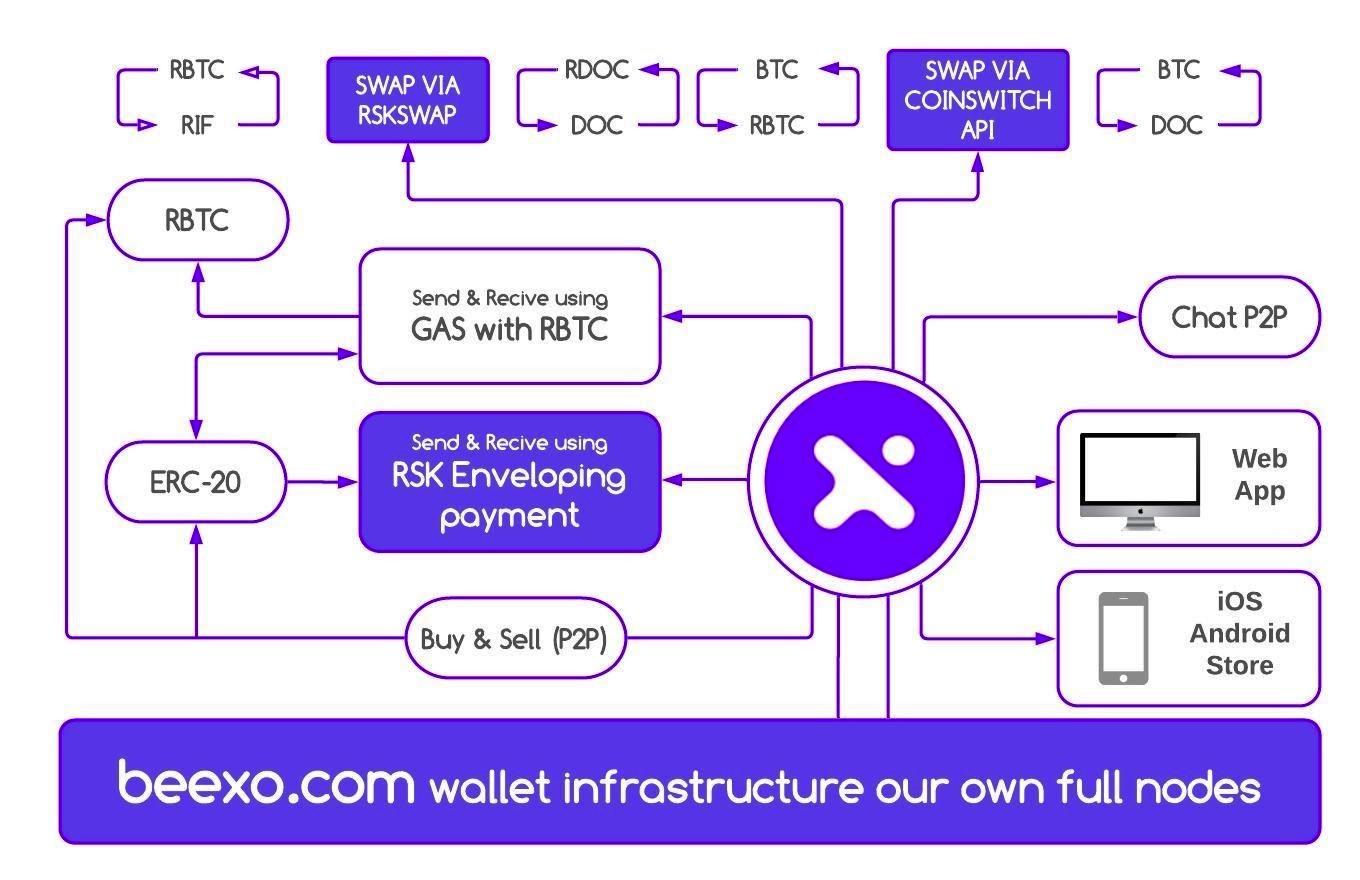 RBTC
RIF
SWAP VIA
RSKSWAP
RDOC
DOC
BTC
RBTC
SWAP VIA
COINSWITCH
API
BTC
DOC
RBTC
Send & Recive using
GAS with RBTC
Chat P2P
ERC-20
Send & Recive using
RSK Enveloping
payment
Web
App
Buy & Sell (P2P)
iOS
Android
Store
beexo.com wallet infrastructure our own full nodes